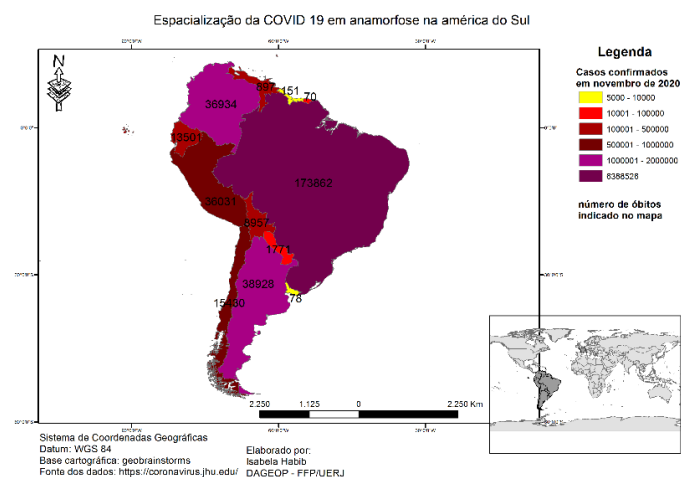 Espacialização da COVID 19 em anamorfose na américa do Sul
N
Legenda
Casos confirmados
em novembro de 2020
5000 - 10000
10001 - 100000
100001 - 500000
500001 - 1000000
1000001 - 2000000
6388526
número de óbitos
indicado no mapa
897
151
70
36934
13501
173862
36031
8957
1771
38928
15430
78
2.250 1.125 0 2.250 Km
Sistema de Coordenadas Geográficas
Datum: WGS 84
Base cartográfica: geobrainstorms
Fonte dos dados: https://coronavirus.jhu.edu/
Elaborado por:
Isabela Habib
DAGEOP - FFP/UERJ